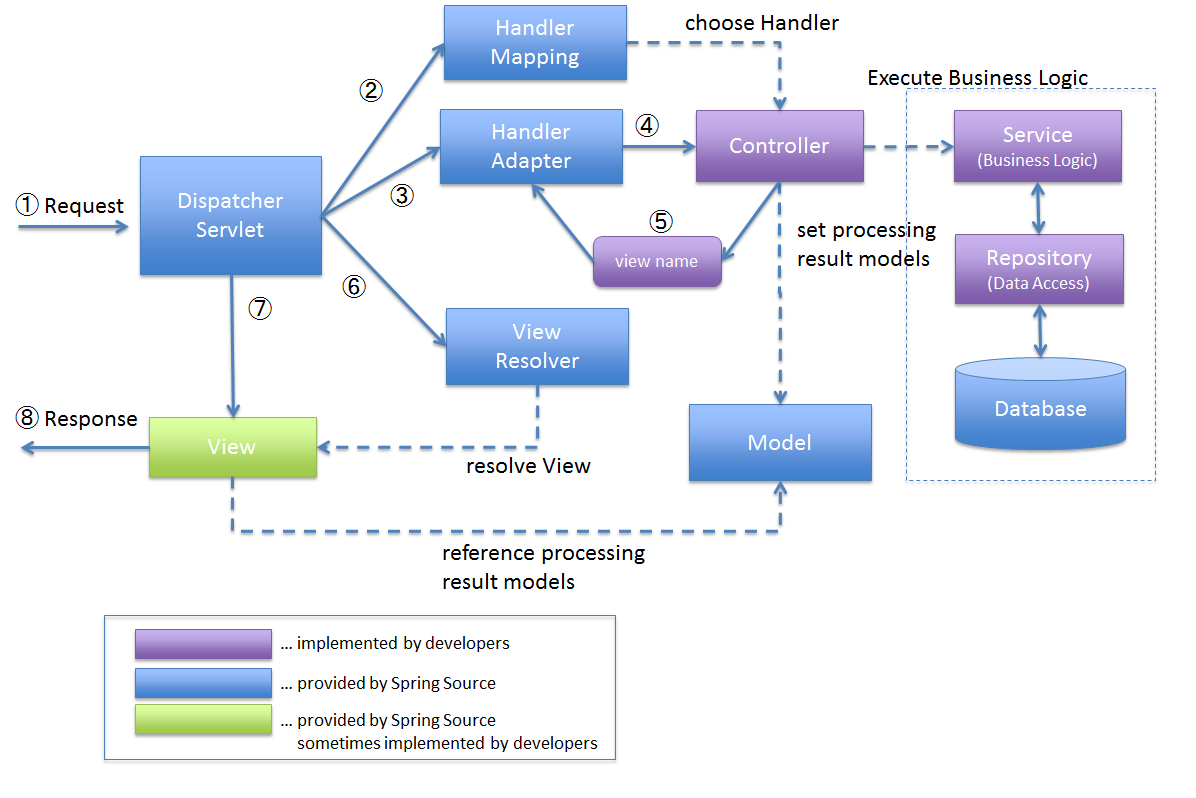 choose Handler
Handler
Mapping
②
Execute Business Logic
Handler
Adapter
④
Controller
Service
(Business Logic)
③
① Request
Dispatcher
Servlet
⑤
view name
set processing
result models
Repository
(Data Access)
⑥
⑦
View
Resolver
Database
⑧ Response
View
resolve View
Model
reference processing
result models
... implemented by developers
... provided by Spring Source
... provided by Spring Source
sometimes implemented by developers